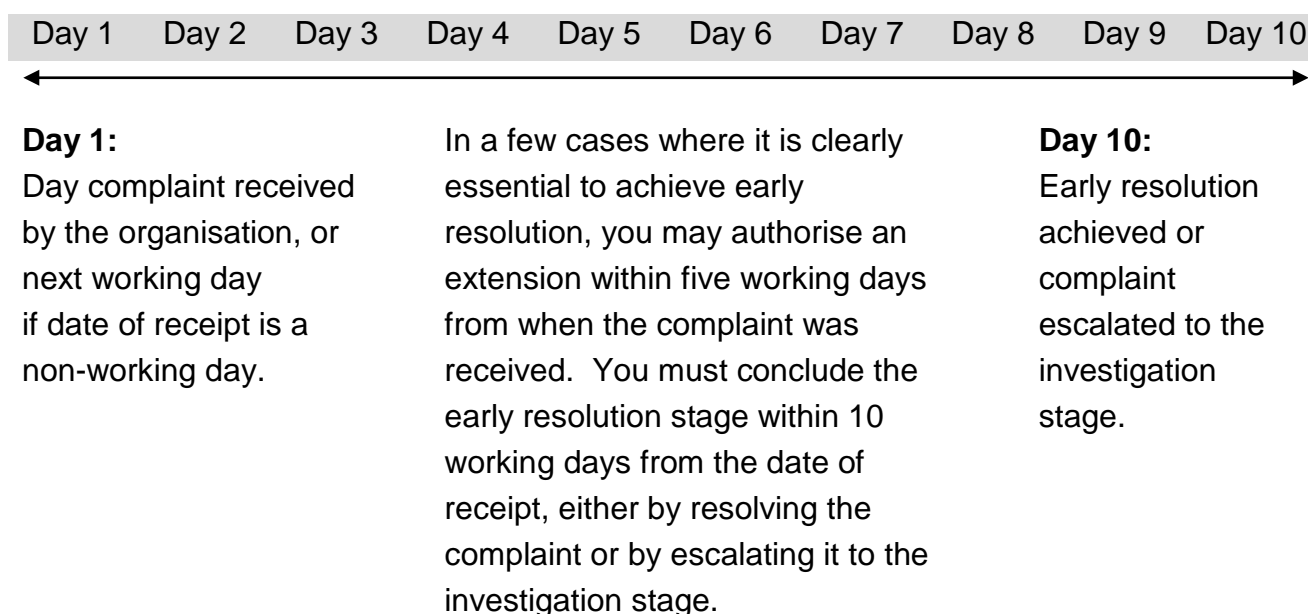 Day 1 Day 2 Day 3 Day 4 Day 5 Day 6 Day 7 Day 8 Day 9 Day 10
Day 1:
Day complaint received
by the organisation, or
next working day
if date of receipt is a
non-working day.
In a few cases where it is clearly
essential to achieve early
resolution, you may authorise an
extension within five working days
from when the complaint was
received.  You must conclude the
early resolution stage within 10
working days from the date of
receipt, either by resolving the
complaint or by escalating it to the
investigation stage.
Day 10:
Early resolution
achieved or
complaint
escalated to the
investigation
stage.